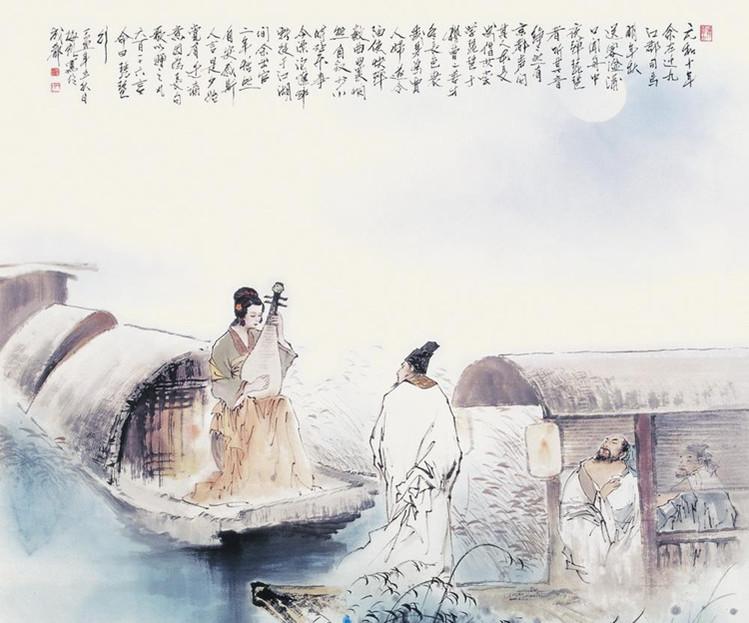 元和十年
余左遷九
江郡司馬
明年秋
送客湓浦
口聞舟中
夜彈琵琶
者聽其音
錚錚然有
京都聲問
其人本長
安倡女嘗
學琵琶于
穆曹二善才
年長色衰
委身為賈
人婦遂命
酒使快彈
數曲曲罷憫
然自敘少小
時歡樂事
今漂淪憔悴
轉徙于江湖
間余出官
二年恬然
自安感斯
人言是夕始
覺有遷謫
意因為長句
歌以贈之凡
六百一十六言
命曰琵琶
行